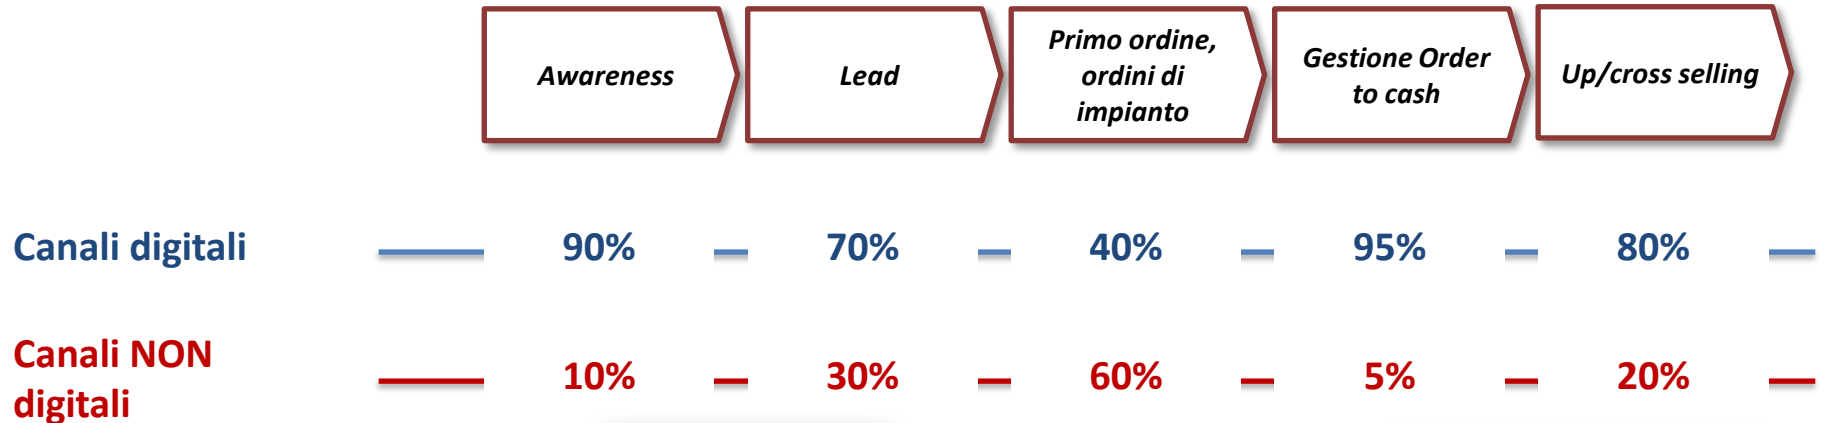 Awareness
Lead
Primo ordine,
ordini di
impianto
Gestione Order
to cash
Up/cross selling
Canali digitali
90%
70%
40%
95%
80%
Canali NON
digitali
10%
30%
60%
5%
20%